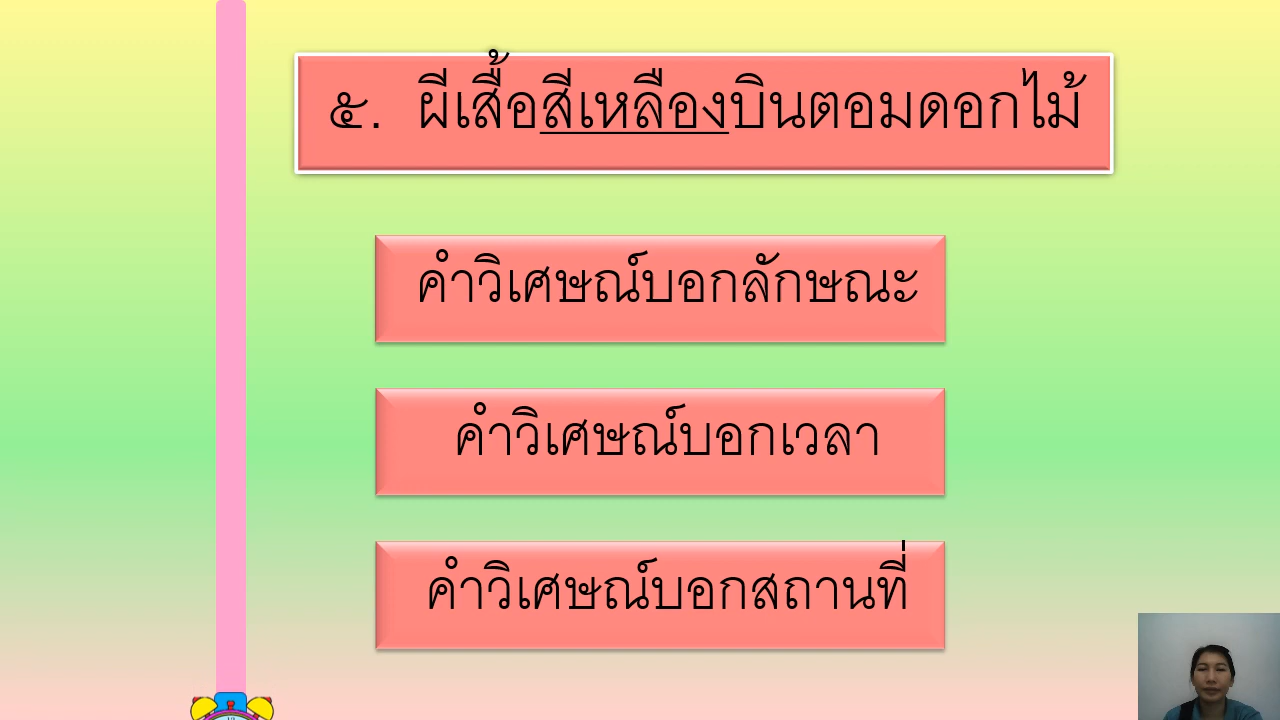 ๕. ผีเสื้อสีเหลืองบินตอมดอกไม้
คำวิเศษณ์บอกลักษณะ
คำวิเศษณ์บอกเวลา
คำวิเศษณ์บอกสถานที่